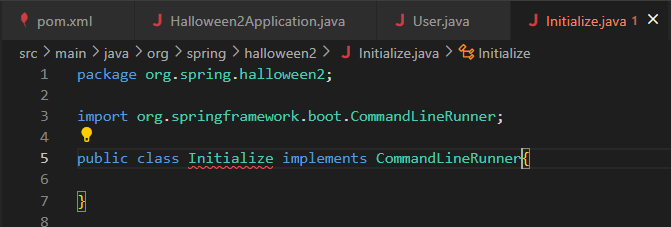 pom.xml Halloween2Application.java User.java Initialize.java 1
src > main > java > org > spring > halloween2 > Initialize.java > Initialize
1 package org.spring.halloween2;
2
3 import org.springframework.boot.CommandLineRunner;
4
5 public class Initialize implements CommandLineRunner{
6
7 }
8